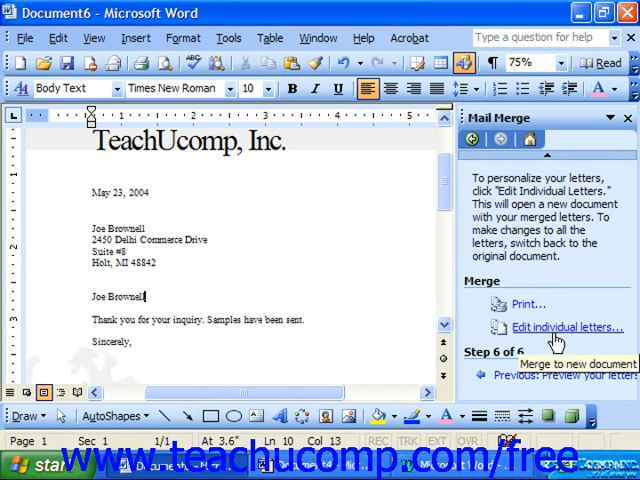 Document6 - Microsoft Word
File Edit View Insert Format Tools Table Window Help Acrobat
Type a question for help
75%
Read
Body Text
Times New Roman
10
B I U
Mail Merge
1 2 3 4 5
TeachUcomp, Inc.
May 23, 2004
Joe Brownell
2450 Delhi Commerce Drive
Suite #8
Holt, MI 48842
Joe Brownell
Thank you for your inquiry. Samples have been sent.
Sincerely,
To personalize your letters,
click "Edit Individual Letters."
This will open a new document
with your merged letters. To
make changes to all the
letters, switch back to the
original document.
Merge
Print...
Edit individual letters...
Step 6 of 6
Merge to new document
Previous: Preview your letters
Draw
AutoShapes
Page 1 Sec 1 1/1 At 3.6" Ln 10 Col 13 REC TRK EXT OVR
start
www.teachucomp.com/free